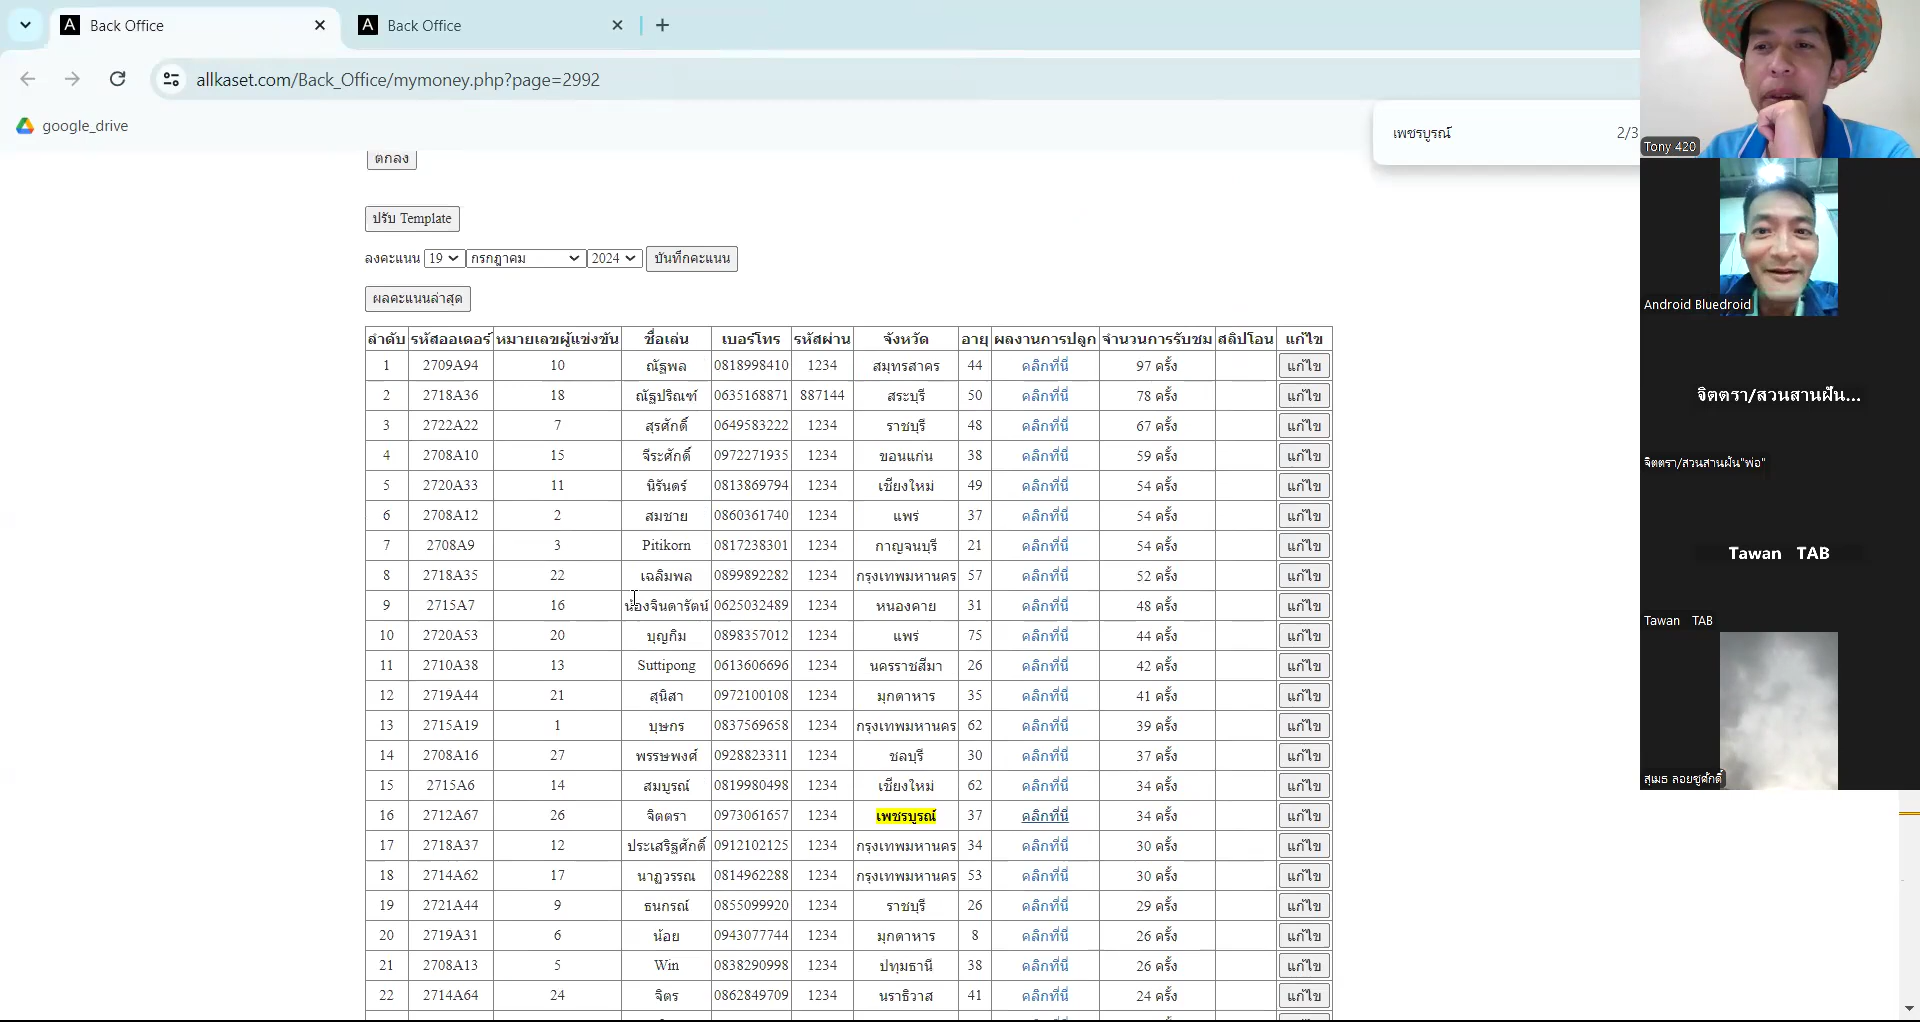 Back Office
Back Office
allkaset.com/Back_Office/mymoney.php?page=2992
google_drive
เพชรบูรณ์ 2/3
ตกลง
ปรับ Template
ลงคะแนน 19 กรกฎาคม 2024 บันทึกคะแนน
ผลคะแนนล่าสุด
ลำดับ รหัสออเดอร์ หมายเลขผู้แข่งขัน ชื่อเล่น เบอร์โทร รหัสผ่าน จังหวัด อายุ ผลงานการปลูก จำนวนการรับชม สลิปโอน แก้ไข
1 2709A94 10 ณัฐพล 0818998410 1234 สมุทรสาคร 44 คลิกที่นี่ 97 ครั้ง แก้ไข
2 2718A36 18 ณัฐปริณฑ์ 0635168871 887144 สระบุรี 50 คลิกที่นี่ 78 ครั้ง แก้ไข
3 2722A22 7 สุรศักดิ์ 0649583222 1234 ราชบุรี 48 คลิกที่นี่ 67 ครั้ง แก้ไข
4 2708A10 15 จีระศักดิ์ 0972271935 1234 ขอนแก่น 38 คลิกที่นี่ 59 ครั้ง แก้ไข
5 2720A33 11 นิรันดร์ 0813869794 1234 เชียงใหม่ 49 คลิกที่นี่ 54 ครั้ง แก้ไข
6 2708A12 2 สมชาย 0860361740 1234 แพร่ 37 คลิกที่นี่ 54 ครั้ง แก้ไข
7 2708A9 3 Pitikorn 0817238301 1234 กาญจนบุรี 21 คลิกที่นี่ 54 ครั้ง แก้ไข
8 2718A35 22 เฉลิมพล 0899892282 1234 กรุงเทพมหานคร 57 คลิกที่นี่ 52 ครั้ง แก้ไข
9 2715A7 16 น้องจินดารัตน์ 0625032489 1234 หนองคาย 31 คลิกที่นี่ 48 ครั้ง แก้ไข
10 2720A53 20 บุญกิม 0898357012 1234 แพร่ 75 คลิกที่นี่ 44 ครั้ง แก้ไข
11 2710A38 13 Suttipong 0613606696 1234 นครราชสีมา 26 คลิกที่นี่ 42 ครั้ง แก้ไข
12 2719A44 21 สุนิสา 0972100108 1234 มุกดาหาร 35 คลิกที่นี่ 41 ครั้ง แก้ไข
13 2715A19 1 บุษกร 0837569658 1234 กรุงเทพมหานคร 62 คลิกที่นี่ 39 ครั้ง แก้ไข
14 2708A16 27 พรรษพงศ์ 0928823311 1234 ชลบุรี 30 คลิกที่นี่ 37 ครั้ง แก้ไข
15 2715A6 14 สมบูรณ์ 0819980498 1234 เชียงใหม่ 62 คลิกที่นี่ 34 ครั้ง แก้ไข
16 2712A67 26 จิตตรา 0973061657 1234 เพชรบูรณ์ 37 คลิกที่นี่ 34 ครั้ง แก้ไข
17 2718A37 12 ประเสริฐศักดิ์ 0912102125 1234 กรุงเทพมหานคร 34 คลิกที่นี่ 30 ครั้ง แก้ไข
18 2714A62 17 นาฏวรรณ 0814962288 1234 กรุงเทพมหานคร 53 คลิกที่นี่ 30 ครั้ง แก้ไข
19 2721A44 9 ธนกรณ์ 0855099920 1234 ราชบุรี 26 คลิกที่นี่ 29 ครั้ง แก้ไข
20 2719A31 6 น้อย 0943077744 1234 มุกดาหาร 8 คลิกที่นี่ 26 ครั้ง แก้ไข
21 2708A13 5 Win 0838290998 1234 ปทุมธานี 38 คลิกที่นี่ 26 ครั้ง แก้ไข
22 2714A64 24 จิตร 0862849709 1234 นราธิวาส 41 คลิกที่นี่ 24 ครั้ง แก้ไข
Tony 420
Android Bluedroid
จิตตรา/สวนสานฝัน...
จิตตรา/สวนสานฝัน"พ่อ"
Tawan TAB
Tawan TAB
สุเมธ ลอยชูศักดิ์